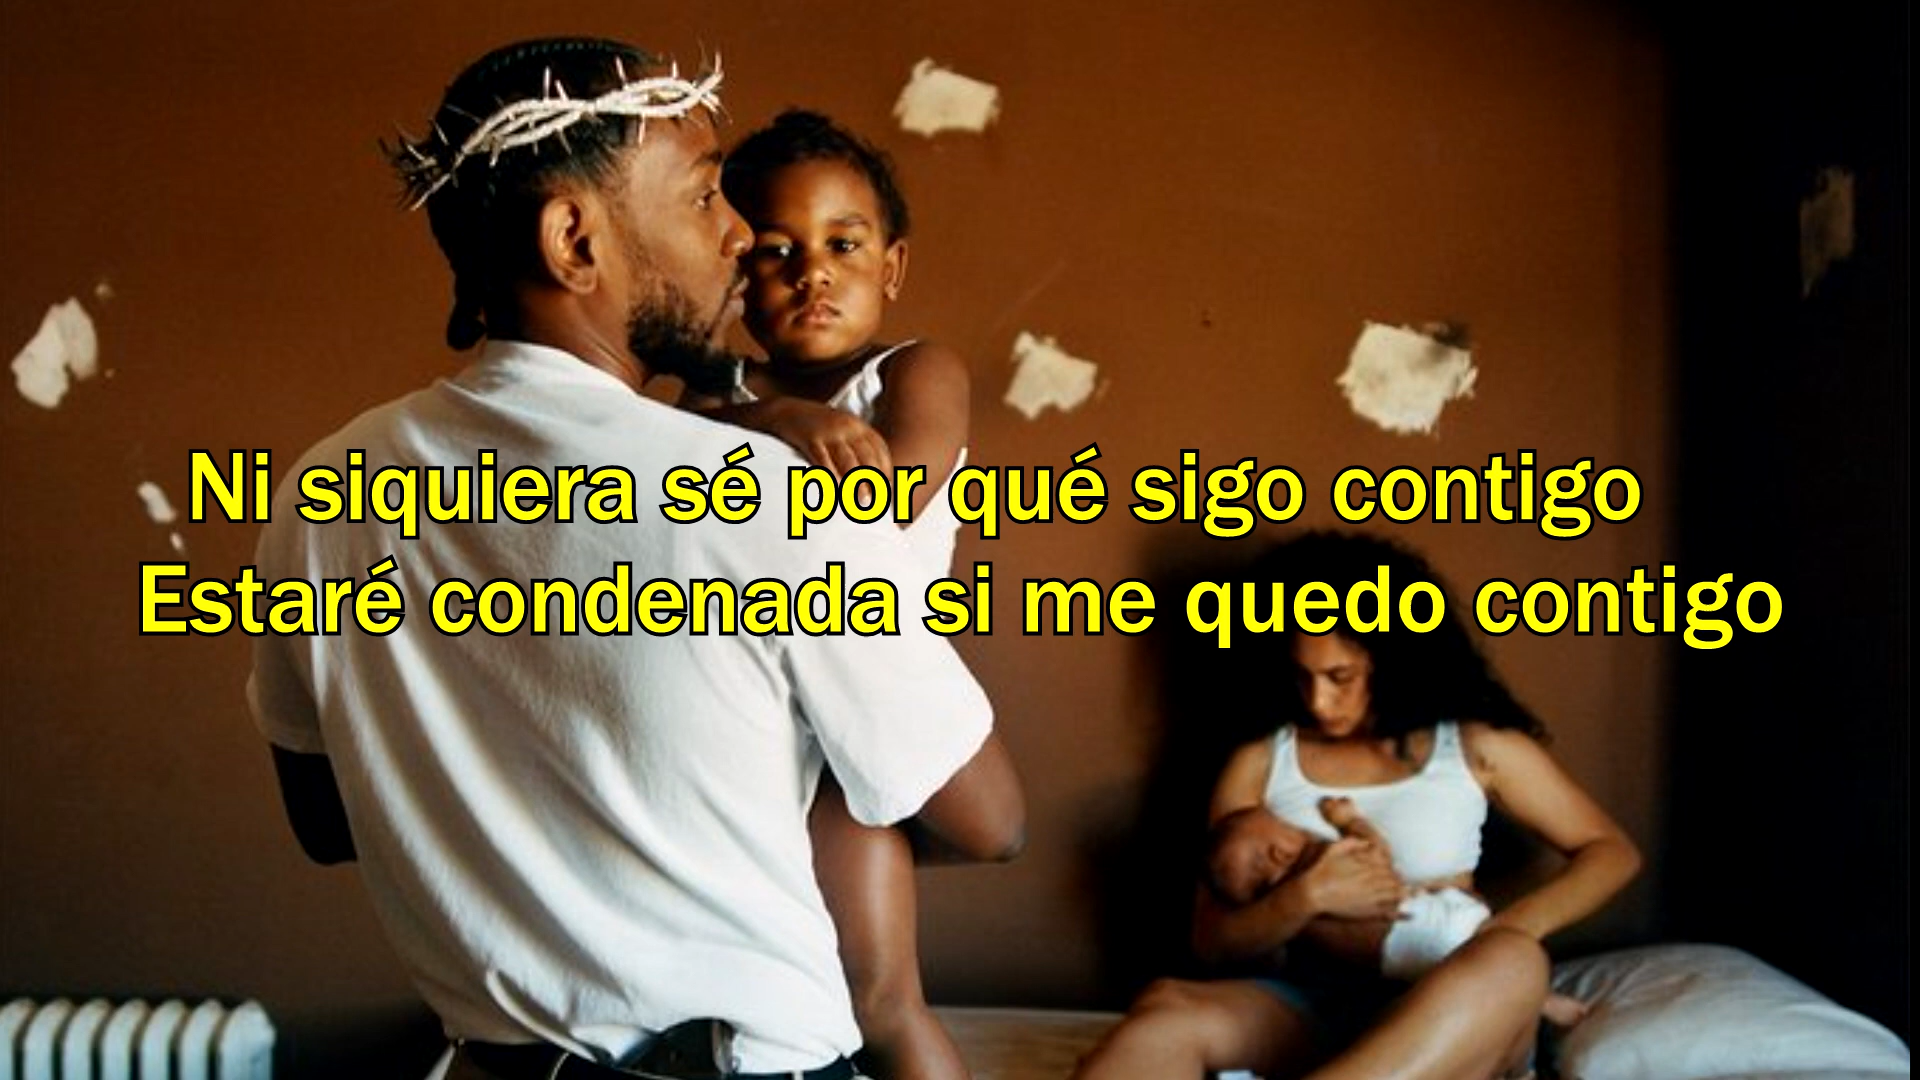 Ni siquiera sé por qué sigo contigo
Estaré condenada si me quedo contigo